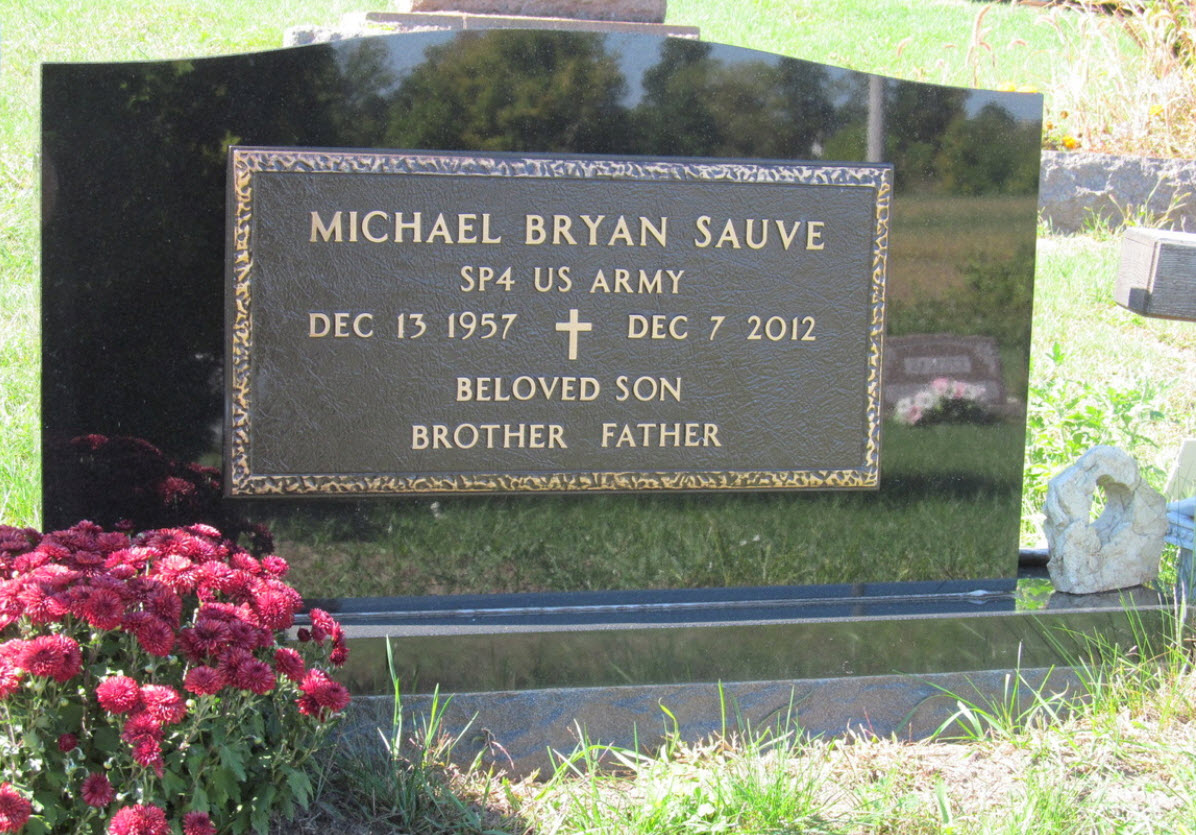 MICHAEL BRYAN SAUVE
SP4 US ARMY
DEC 13 1957 DEC 7 2012
BELOVED SON
BROTHER FATHER